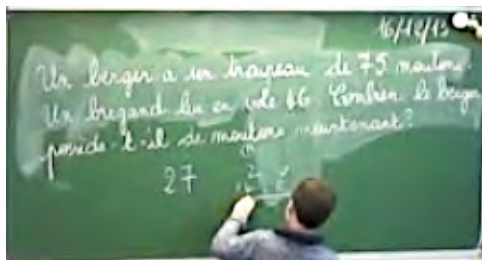 16/12/13
Un berger a un troupeau de 75 moutons.
Un brigand lui en vole 46 Combien le berger
possède-t-il de moutons maintenant?
27